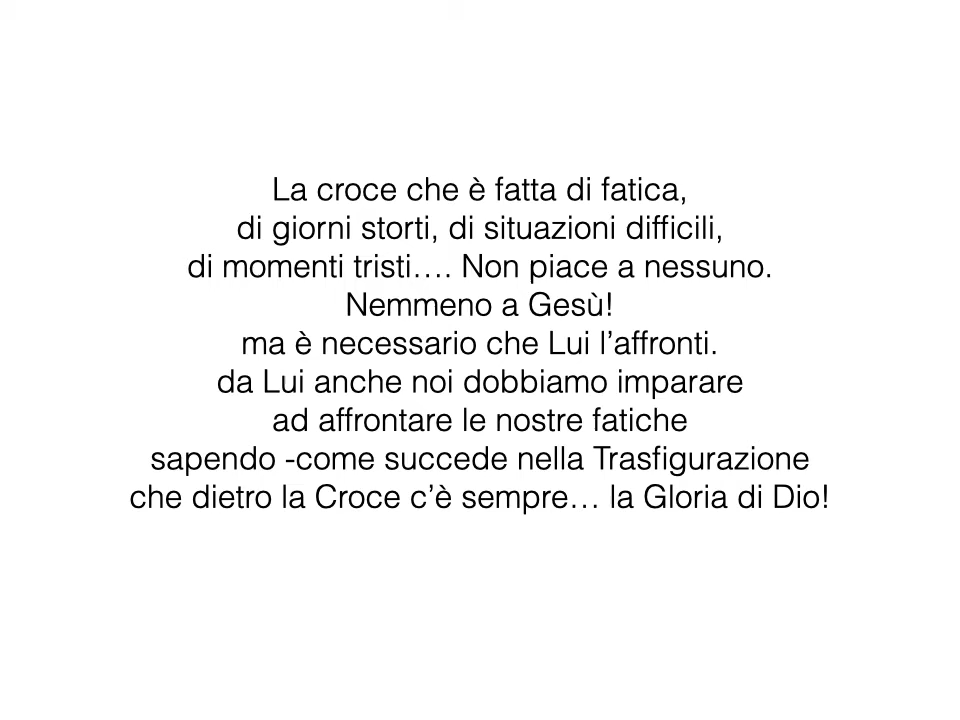 La croce che è fatta di fatica,
di giorni storti, di situazioni difficili,
di momenti tristi…. Non piace a nessuno.
Nemmeno a Gesù!
ma è necessario che Lui l’affronti.
da Lui anche noi dobbiamo imparare
ad affrontare le nostre fatiche
sapendo -come succede nella Trasfigurazione
che dietro la Croce c’è sempre… la Gloria di Dio!